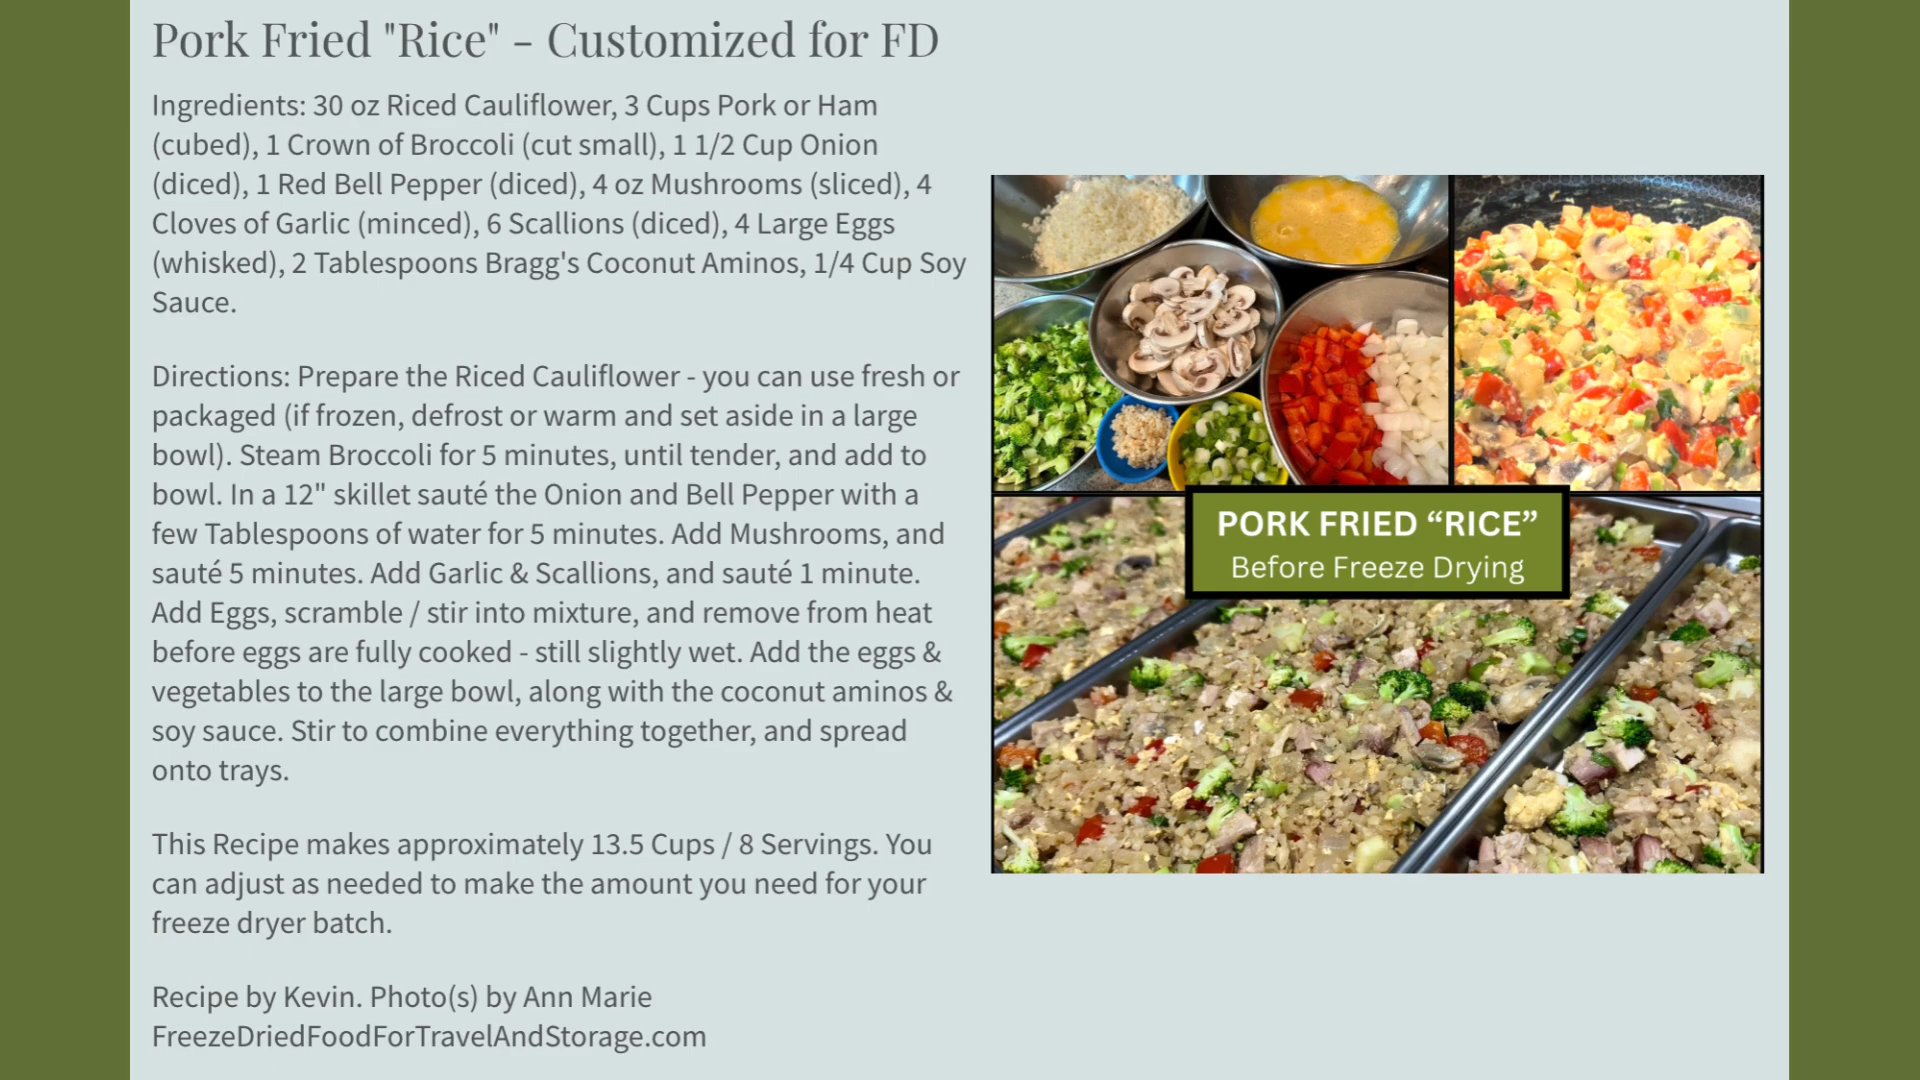 Pork Fried "Rice" - Customized for FD
Ingredients: 30 oz Riced Cauliflower, 3 Cups Pork or Ham
(cubed), 1 Crown of Broccoli (cut small), 1 1/2 Cup Onion
(diced), 1 Red Bell Pepper (diced), 4 oz Mushrooms (sliced), 4
Cloves of Garlic (minced), 6 Scallions (diced), 4 Large Eggs
(whisked), 2 Tablespoons Bragg's Coconut Aminos, 1/4 Cup Soy
Sauce.
Directions: Prepare the Riced Cauliflower - you can use fresh or
packaged (if frozen, defrost or warm and set aside in a large
bowl). Steam Broccoli for 5 minutes, until tender, and add to
bowl. In a 12" skillet sauté the Onion and Bell Pepper with a
few Tablespoons of water for 5 minutes. Add Mushrooms, and
sauté 5 minutes. Add Garlic & Scallions, and sauté 1 minute.
Add Eggs, scramble / stir into mixture, and remove from heat
before eggs are fully cooked - still slightly wet. Add the eggs &
vegetables to the large bowl, along with the coconut aminos &
soy sauce. Stir to combine everything together, and spread
onto trays.
This Recipe makes approximately 13.5 Cups / 8 Servings. You
can adjust as needed to make the amount you need for your
freeze dryer batch.
Recipe by Kevin. Photo(s) by Ann Marie
FreezeDriedFoodForTravelAndStorage.com
PORK FRIED “RICE”
Before Freeze Drying